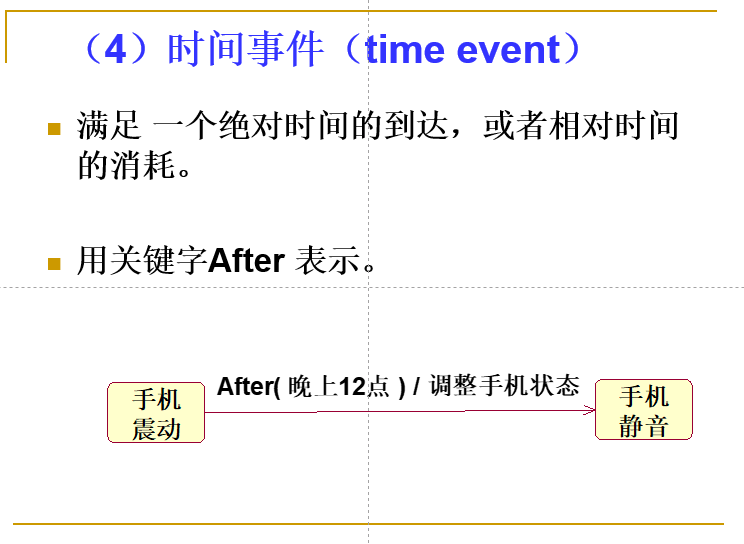 （4）时间事件（time event）
满足 一个绝对时间的到达，或者相对时间
的消耗。
用关键字After 表示。
After( 晚上12点 ) / 调整手机状态
手机
震动
手机
静音